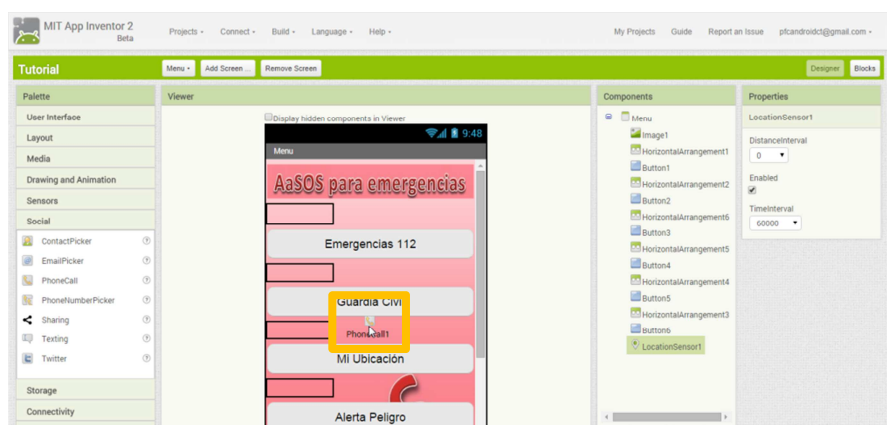 MIT App Inventor 2
Beta
Projects Connect Build Language Help
My Projects Guide Report an Issue pfcandroidct@gmail.com
Tutorial
Menu Add Screen ... Remove Screen
Designer Blocks
Palette
User Interface
Layout
Media
Drawing and Animation
Sensors
Social
ContactPicker
EmailPicker
PhoneCall
PhoneNumberPicker
Sharing
Texting
Twitter
Storage
Connectivity
Viewer
Display hidden components in Viewer
9:48
Menu
AaSOS para emergencias
Emergencias 112
Guardia Civil
PhoneCall1
Mi Ubicación
Alerta Peligro
Components
Menu
Image1
HorizontalArrangement1
Button1
HorizontalArrangement2
Button2
HorizontalArrangement6
Button3
HorizontalArrangement5
Button4
HorizontalArrangement4
Button5
HorizontalArrangement3
Button6
LocationSensor1
Properties
LocationSensor1
DistanceInterval
0
Enabled
TimeInterval
60000